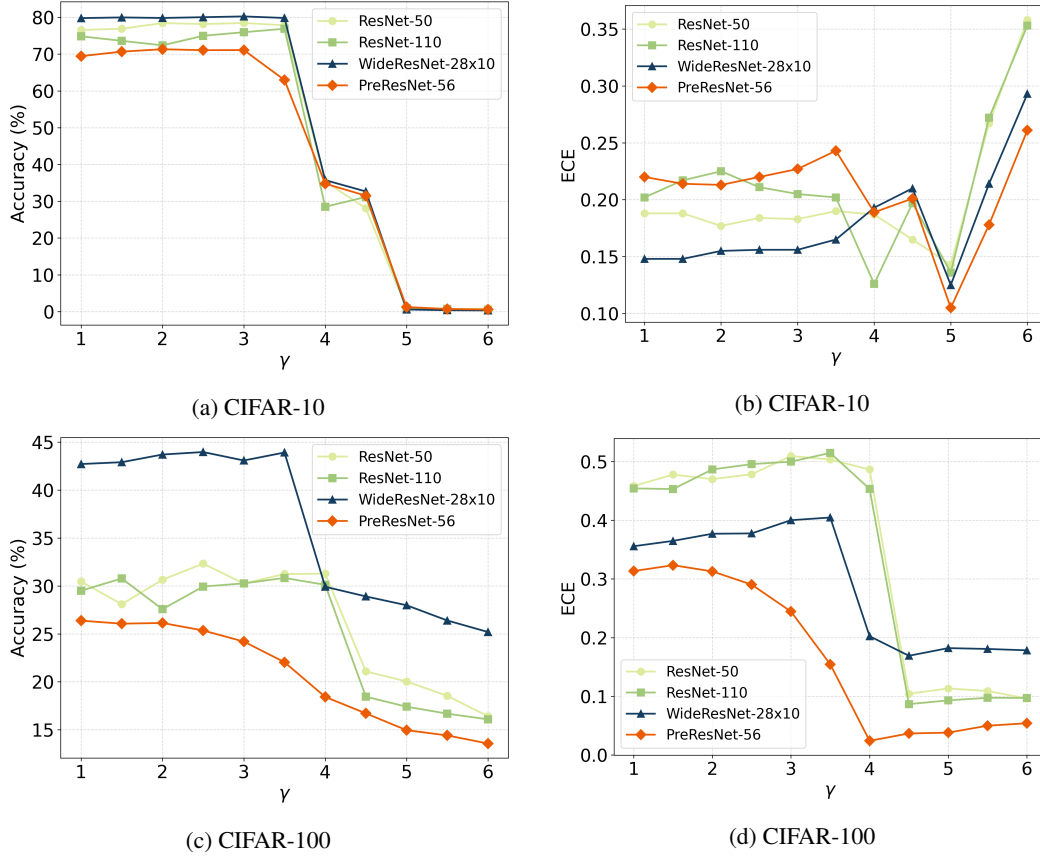 80
70
60
50
40
30
20
10
0
Accuracy (%)
1 2 3 4 5 6
γ
ResNet-50
ResNet-110
WideResNet-28x10
PreResNet-56
(a) CIFAR-10
0.35
0.30
0.25
0.20
0.15
0.10
ECE
1 2 3 4 5 6
γ
ResNet-50
ResNet-110
WideResNet-28x10
PreResNet-56
(b) CIFAR-10
45
40
35
30
25
20
15
Accuracy (%)
1 2 3 4 5 6
γ
ResNet-50
ResNet-110
WideResNet-28x10
PreResNet-56
(c) CIFAR-100
0.5
0.4
0.3
0.2
0.1
0.0
ECE
1 2 3 4 5 6
γ
ResNet-50
ResNet-110
WideResNet-28x10
PreResNet-56
(d) CIFAR-100